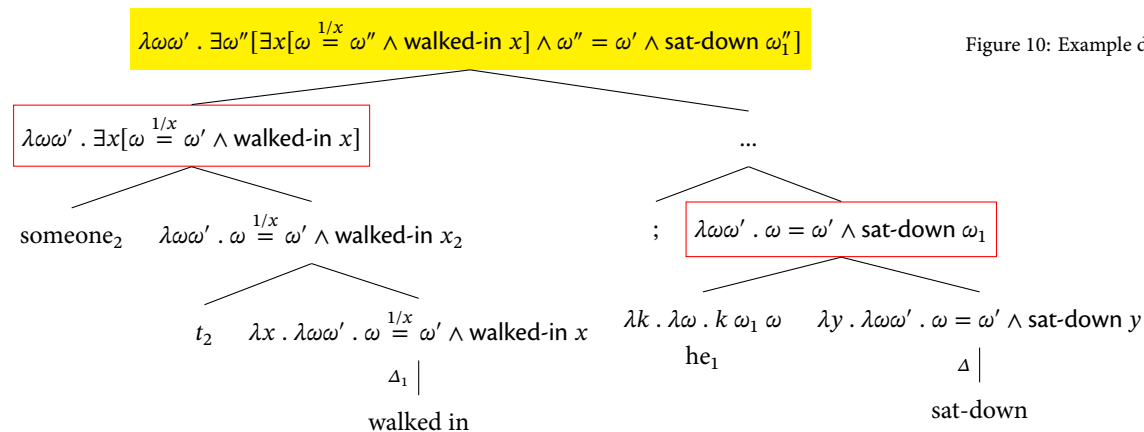 λωω′ . ∃ω″[∃x[ω =^{1/x} ω″ ∧ walked-in x] ∧ ω″ = ω′ ∧ sat-down ω″₁]
Figure 10: Example d
λωω′ . ∃x[ω =^{1/x} ω′ ∧ walked-in x]
...
someone₂ λωω′ . ω =^{1/x} ω′ ∧ walked-in x₂
; λωω′ . ω = ω′ ∧ sat-down ω₁
t₂ λx . λωω′ . ω =^{1/x} ω′ ∧ walked-in x
λk . λω . k ω₁ ω λy . λωω′ . ω = ω′ ∧ sat-down y
he₁
Δ₁
Δ
walked in
sat-down